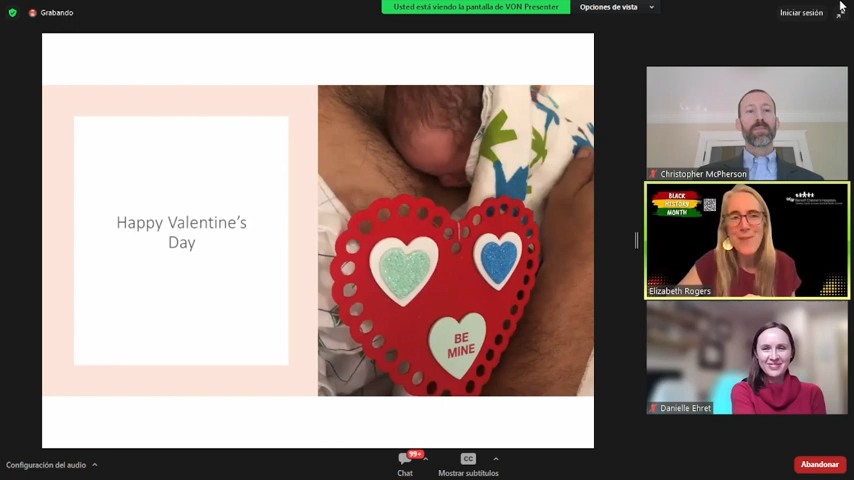 Grabando
Usted está viendo la pantalla de VON Presenter
Opciones de vista
Iniciar sesión
Happy Valentine's
Day
BE
MINE
Christopher McPherson
BLACK
HISTORY
MONTH
Elizabeth Rogers
Danielle Ehret
Configuración del audio
99+
Chat
CC
Mostrar subtítulos
Abandonar